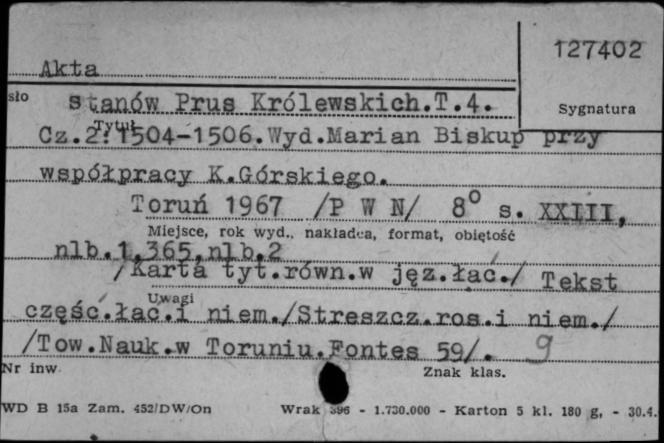 127402
Akta
sło
stanów Prus Królewskich.T.4.
Sygnatura
Tytuł
Cz.2:1504-1506.Wyd.Marian Biskup przy
współpracy K.Górskiego.
Toruń 1967 /P W N/ 8° s. XXIII,
Miejsce, rok wyd., nakładca, format, objętość
nlb.1,365,nlb.2
/Karta tyt.równ.w jęz.łac./ Tekst
Uwagi
częśc.łac.i niem./Streszcz.ros.i niem./
/Tow.Nauk.w Toruniu.Fontes 59/. 9
Nr inw.
Znak klas.
WD B 15a Zam. 452/DW/On Wrak 396 - 1.730.000 - Karton 5 kl. 180 g, - 30.4.